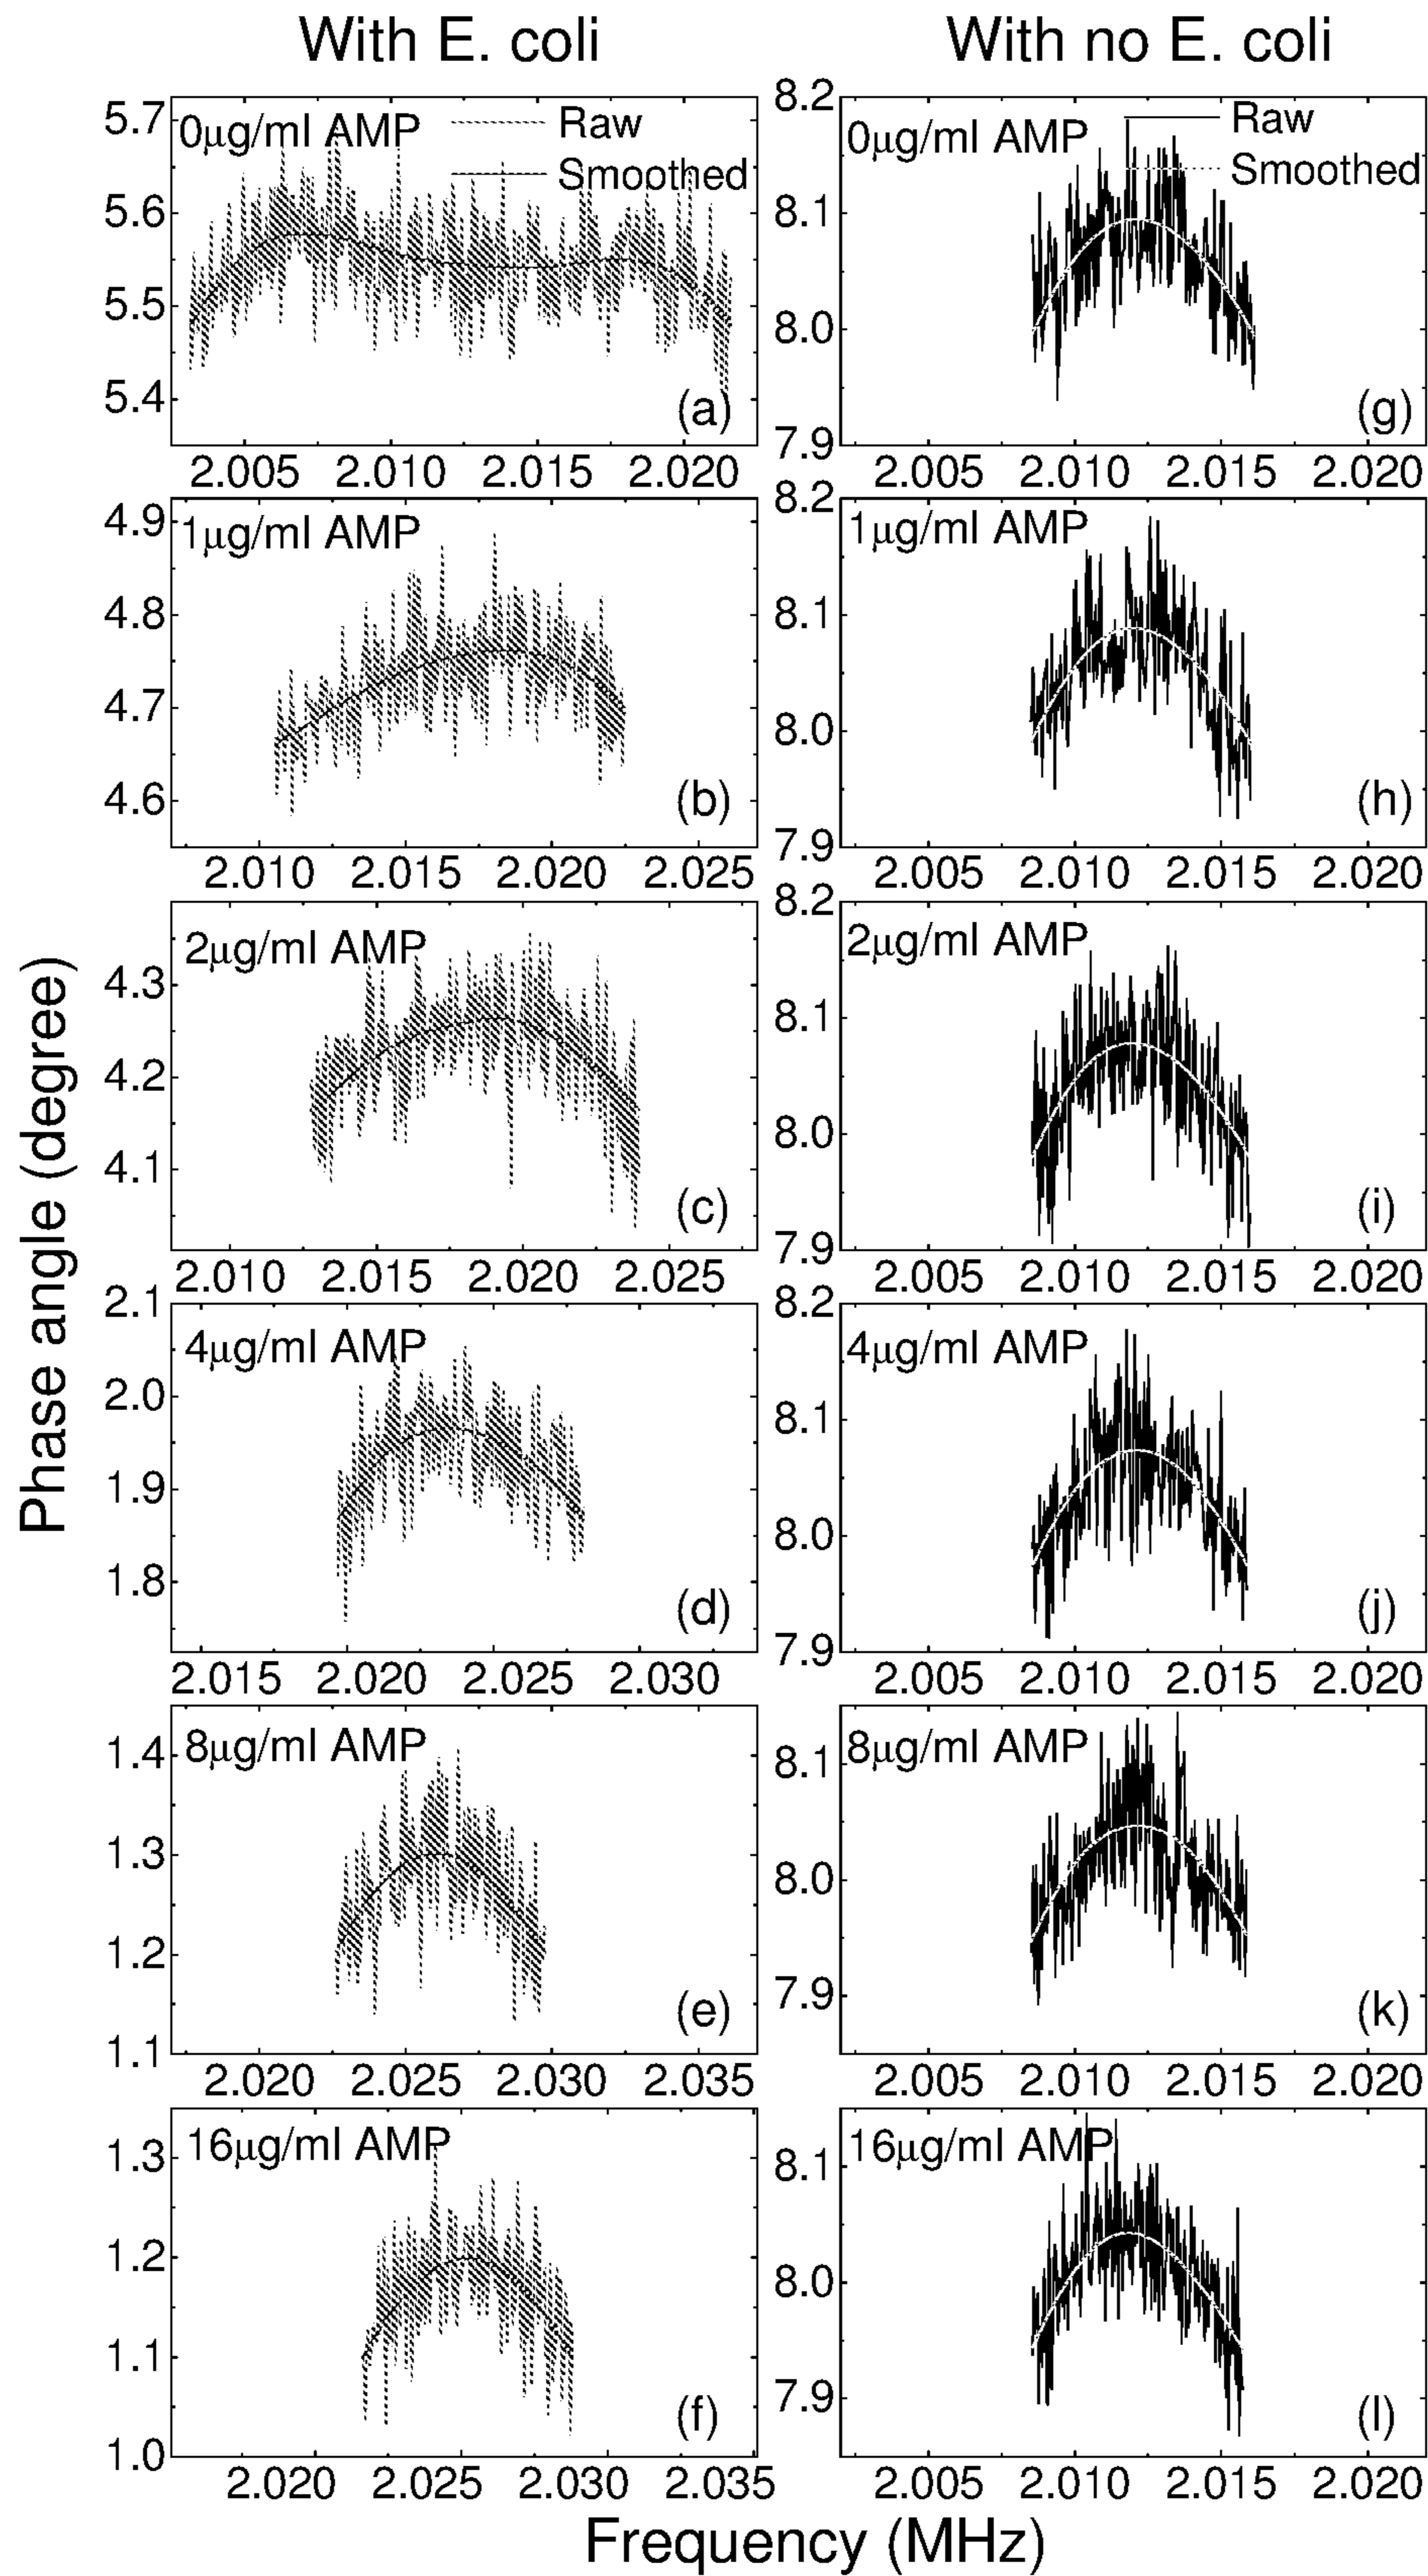 With E. coli
With no E. coli
5.7
5.6
5.5
5.4
0μg/ml AMP
Raw
Smoothed
(a)
2.005 2.010 2.015 2.020
8.2
8.1
8.0
7.9
0μg/ml AMP
Raw
Smoothed
(g)
2.005 2.010 2.015 2.020
4.9
4.8
4.7
4.6
1μg/ml AMP
(b)
2.010 2.015 2.020 2.025
8.2
8.1
8.0
7.9
1μg/ml AMP
(h)
2.005 2.010 2.015 2.020
4.3
4.2
4.1
2μg/ml AMP
(c)
2.010 2.015 2.020 2.025
8.2
8.1
8.0
7.9
2μg/ml AMP
(i)
2.005 2.010 2.015 2.020
2.1
2.0
1.9
1.8
4μg/ml AMP
(d)
2.015 2.020 2.025 2.030
8.2
8.1
8.0
7.9
4μg/ml AMP
(j)
2.005 2.010 2.015 2.020
1.4
1.3
1.2
1.1
8μg/ml AMP
(e)
2.020 2.025 2.030 2.035
8.1
8.0
7.9
8μg/ml AMP
(k)
2.005 2.010 2.015 2.020
1.3
1.2
1.1
1.0
16μg/ml AMP
(f)
2.020 2.025 2.030 2.035
8.1
8.0
7.9
16μg/ml AMP
(l)
2.005 2.010 2.015 2.020
Phase angle (degree)
Frequency (MHz)